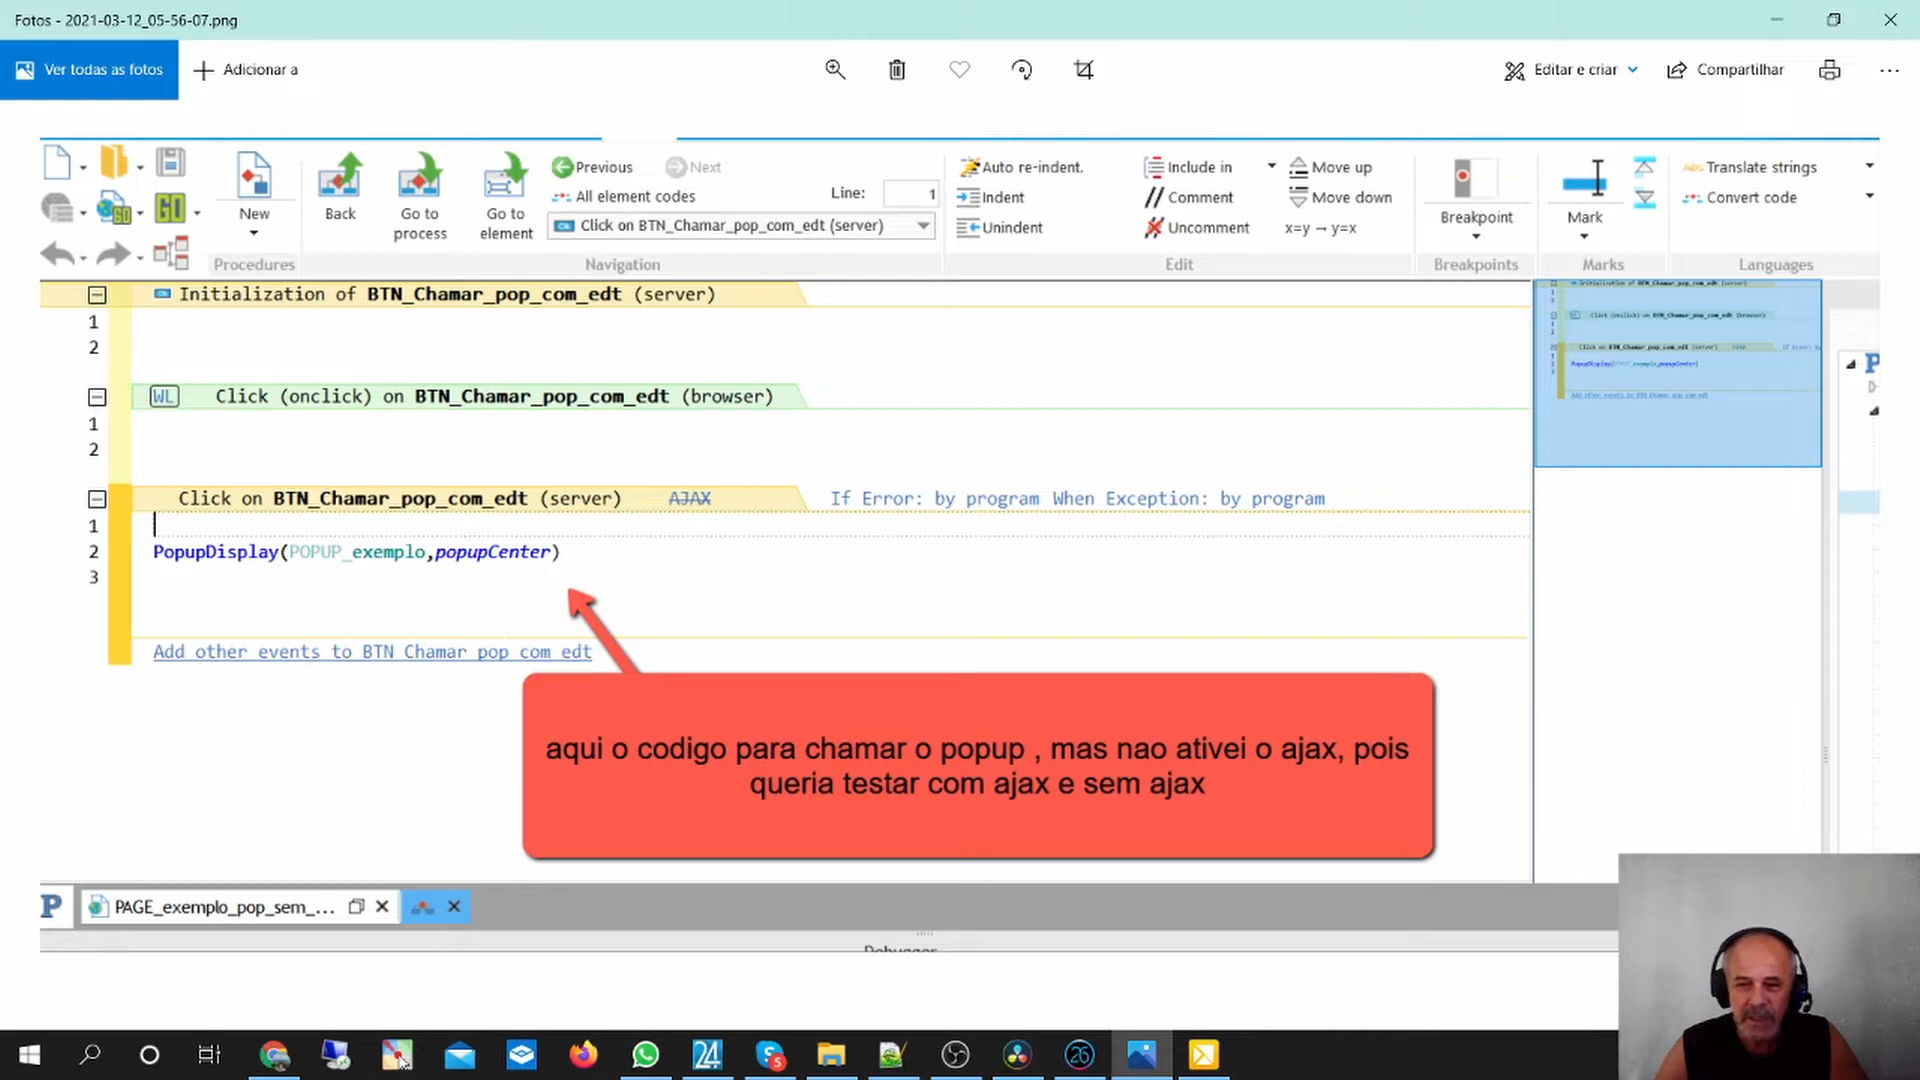 Fotos - 2021-03-12_05-56-07.png
Ver todas as fotos
Adicionar a
Editar e criar
Compartilhar
New
Back
Go to process
Go to element
Previous
Next
All element codes
Line: 1
Click on BTN_Chamar_pop_com_edt (server)
Auto re-indent.
Indent
Unindent
Include in
// Comment
Uncomment
Move up
Move down
x=y → y=x
Breakpoint
Mark
Translate strings
Convert code
Procedures
Navigation
Edit
Breakpoints
Marks
Languages
Initialization of BTN_Chamar_pop_com_edt (server)
1
2
WL Click (onclick) on BTN_Chamar_pop_com_edt (browser)
1
2
Click on BTN_Chamar_pop_com_edt (server) AJAX If Error: by program When Exception: by program
1
2 PopupDisplay(POPUP_exemplo,popupCenter)
3
Add other events to BTN_Chamar_pop_com_edt
aqui o codigo para chamar o popup , mas nao ativei o ajax, pois
queria testar com ajax e sem ajax
PAGE_exemplo_pop_sem_...
Debugger
24
26